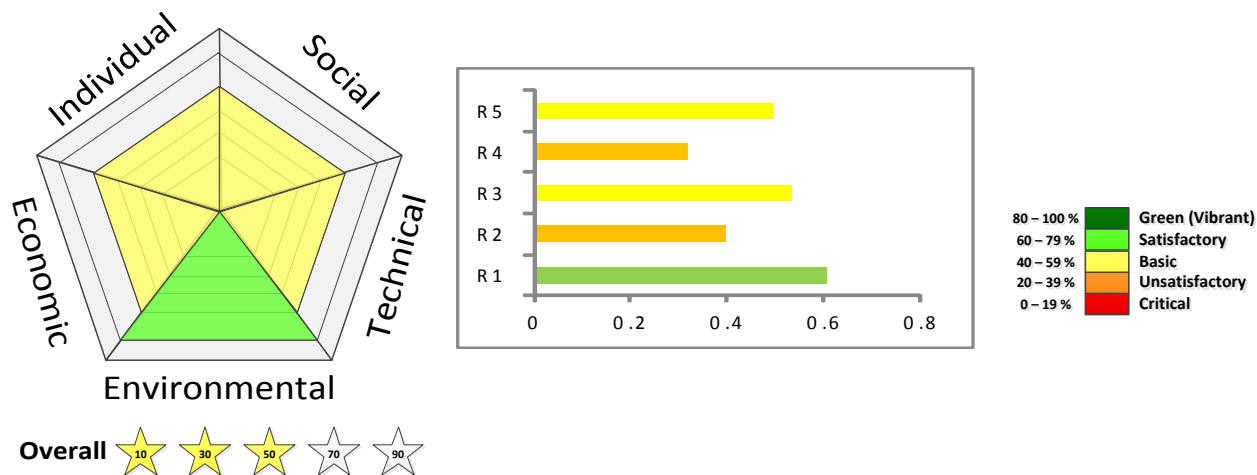 Individual
Social
Economic
Technical
Environmental
Overall 10 30 50 70 90
R 5
R 4
R 3
R 2
R 1
0 0.2 0.4 0.6 0.8
80 – 100 % Green (Vibrant)
60 – 79 % Satisfactory
40 – 59 % Basic
20 – 39 % Unsatisfactory
0 – 19 % Critical